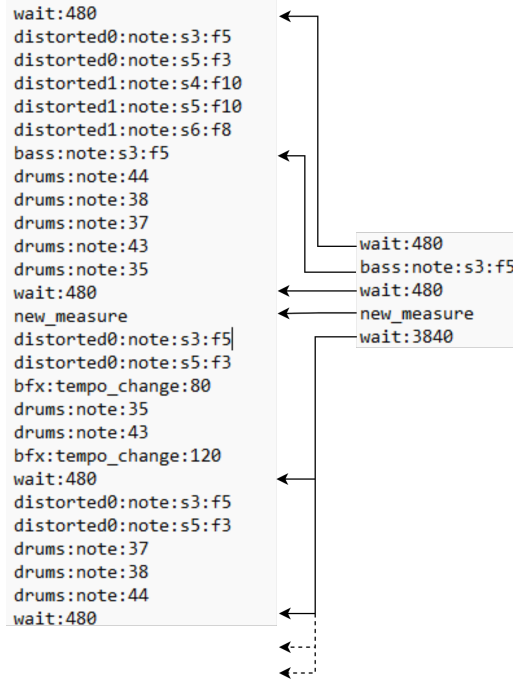 wait:480
distorted0:note:s3:f5
distorted0:note:s5:f3
distorted1:note:s4:f10
distorted1:note:s5:f10
distorted1:note:s6:f8
bass:note:s3:f5
drums:note:44
drums:note:38
drums:note:37
drums:note:43
drums:note:35
wait:480
new_measure
distorted0:note:s3:f5
distorted0:note:s5:f3
bfx:tempo_change:80
drums:note:35
drums:note:43
bfx:tempo_change:120
wait:480
distorted0:note:s3:f5
distorted0:note:s5:f3
drums:note:37
drums:note:38
drums:note:44
wait:480
wait:480
bass:note:s3:f5
wait:480
new_measure
wait:3840